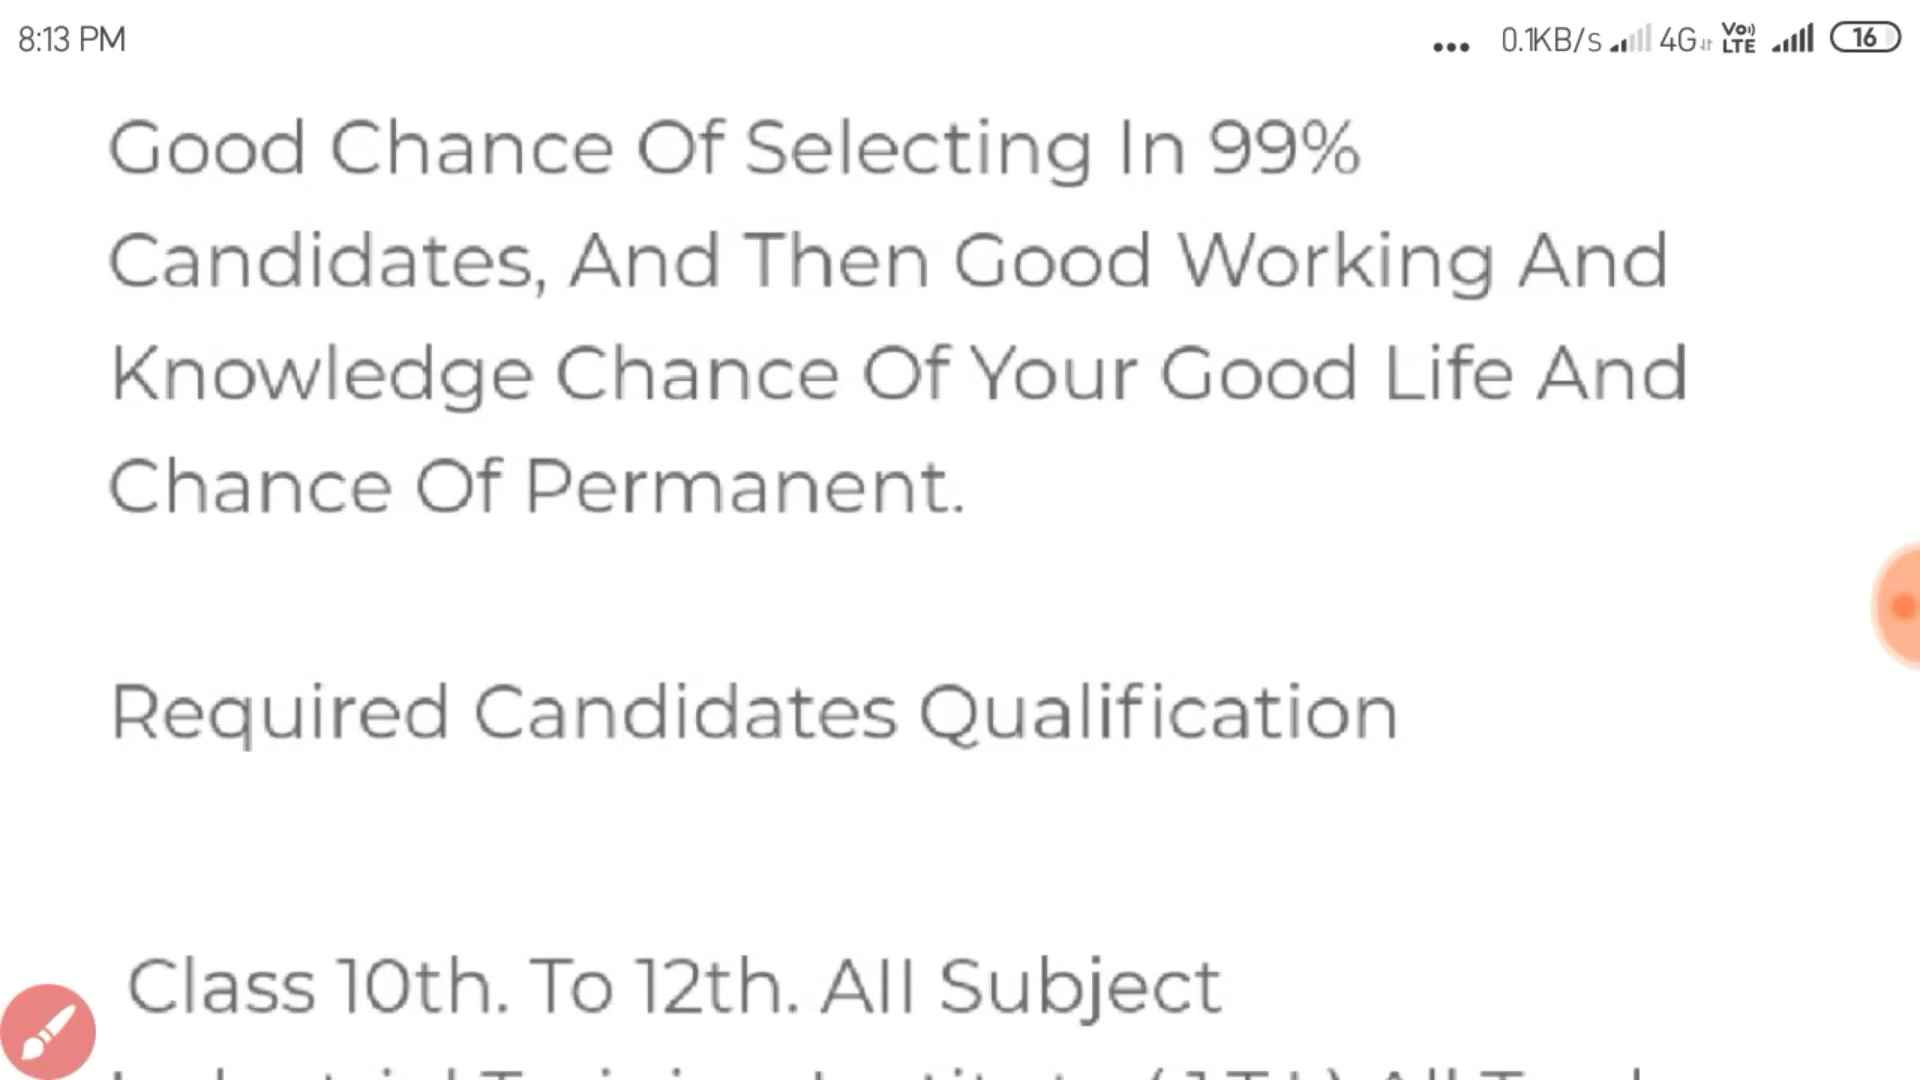 8:13 PM ... 0.1KB/s 4G Vo) LTE 16
Good Chance Of Selecting In 99%
Candidates, And Then Good Working And
Knowledge Chance Of Your Good Life And
Chance Of Permanent.
Required Candidates Qualification
Class 10th. To 12th. All Subject